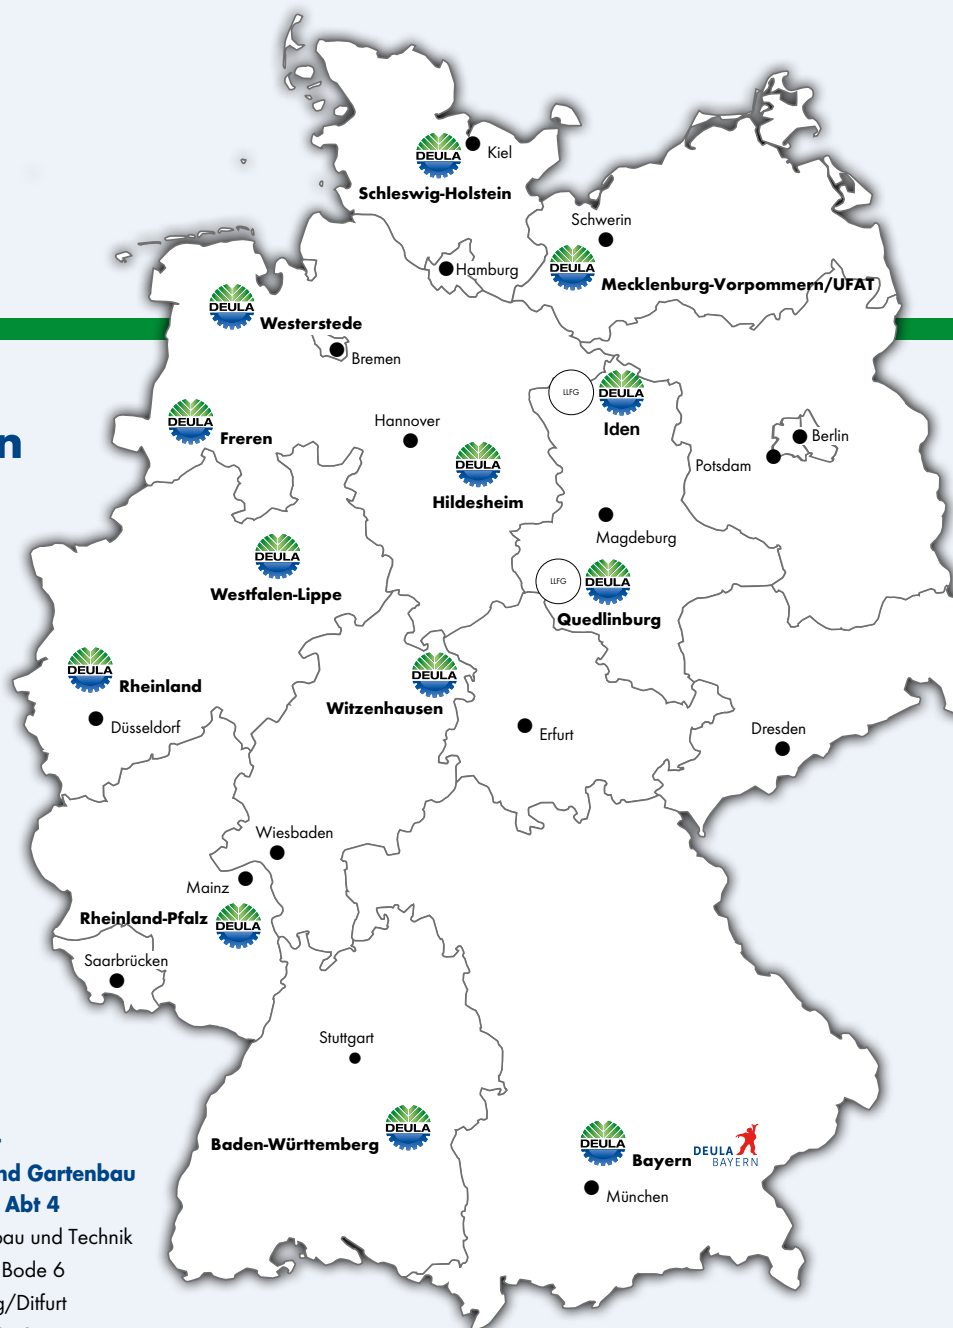 DEULA
Kiel
Schleswig-Holstein
Schwerin
DEULA
Hamburg
Mecklenburg-Vorpommern/UFAT
DEULA
Westerstede
Bremen
LLFG
DEULA
Iden
DEULA
Freren
n
Hannover
Berlin
Potsdam
DEULA
Hildesheim
Magdeburg
DEULA
Westfalen-Lippe
LLFG
DEULA
Quedlinburg
DEULA
Rheinland
DEULA
Witzenhausen
Düsseldorf
Erfurt
Dresden
Wiesbaden
Mainz
Rheinland-Pfalz
DEULA
Saarbrücken
Stuttgart
DEULA
Baden-Württemberg
DEULA
Bayern
DEULA
BAYERN
München
nd Gartenbau
Abt 4
bau und Technik
Bode 6
g/Ditfurt